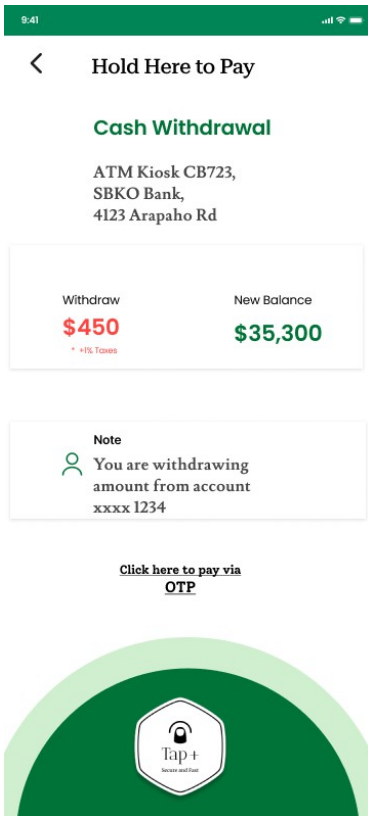 9:41
Hold Here to Pay
Cash Withdrawal
ATM Kiosk CB723,
SBKO Bank,
4123 Arapaho Rd
Withdraw
New Balance
$450
$35,300
* +1% Taxes
Note
You are withdrawing
amount from account
xxxx 1234
Click here to pay via
OTP
Tap+
Secure and Fast